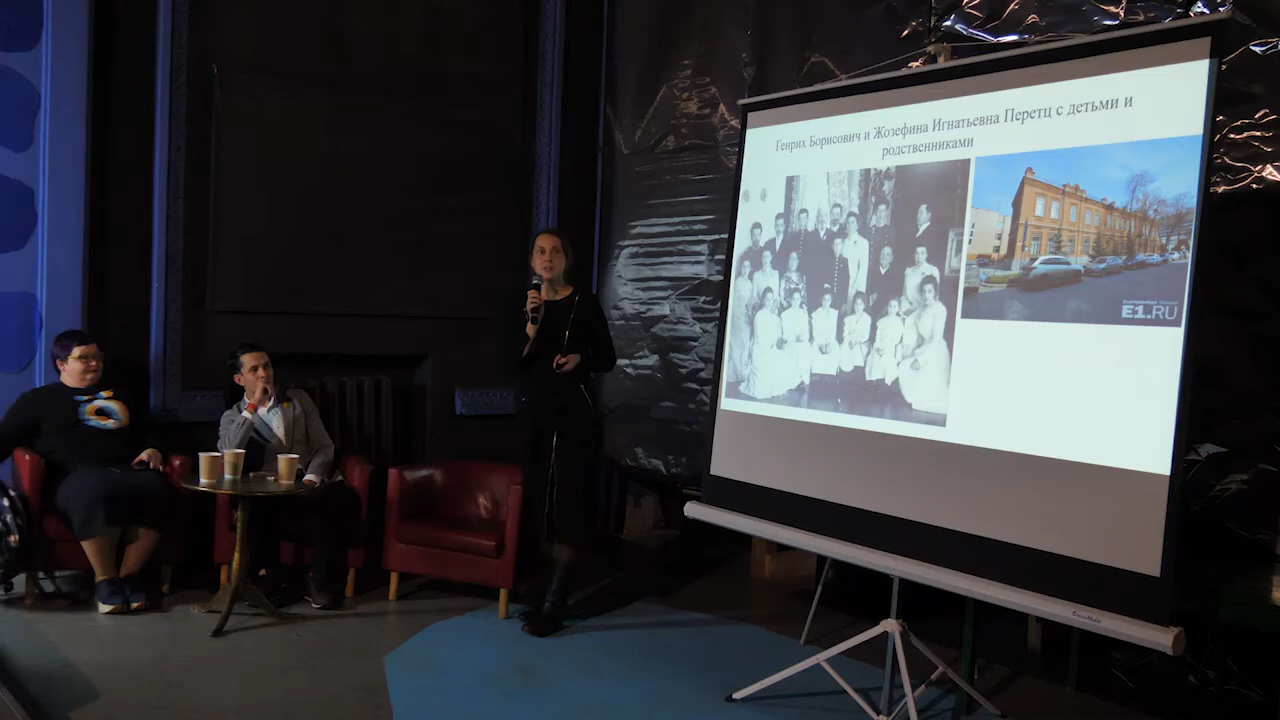 Генрих Борисович и Жозефина Игнатьевна Перетц с детьми и
родственниками
E1.RU